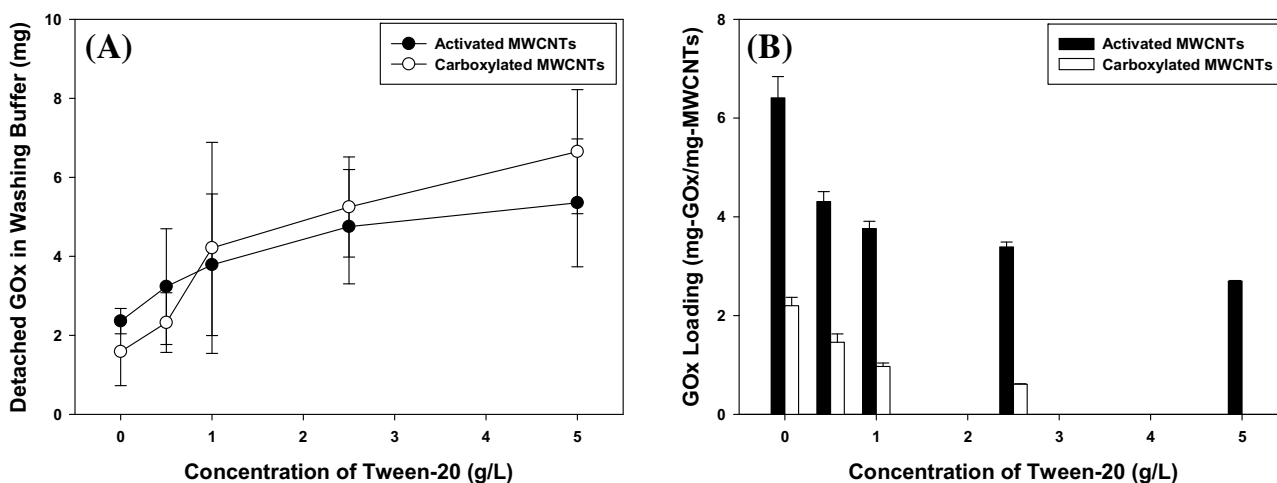 (A)
Activated MWCNTs
Carboxylated MWCNTs
Detached GOx in Washing Buffer (mg)
10
8
6
4
2
0
0 1 2 3 4 5
Concentration of Tween-20 (g/L)
(B)
Activated MWCNTs
Carboxylated MWCNTs
GOx Loading (mg-GOx/mg-MWCNTs)
6
4
2
0
0 1 2 3 4 5
Concentration of Tween-20 (g/L)